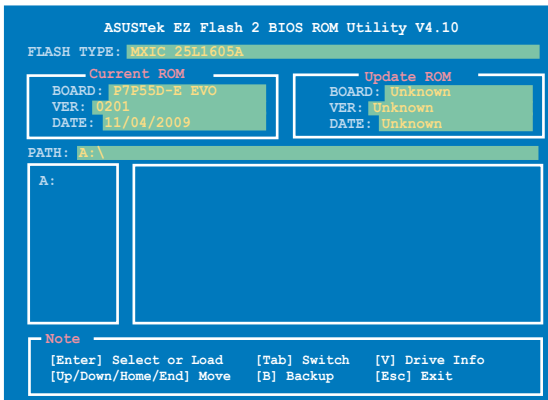 ASUSTek EZ Flash 2 BIOS ROM Utility V4.10
FLASH TYPE: MXIC 25L1605A
Current ROM
BOARD: P7P55D-E EVO
VER: 0201
DATE: 11/04/2009
Update ROM
BOARD: Unknown
VER: Unknown
DATE: Unknown
PATH: A:\
A:
Note
[Enter] Select or Load [Tab] Switch [V] Drive Info
[Up/Down/Home/End] Move [B] Backup [Esc] Exit